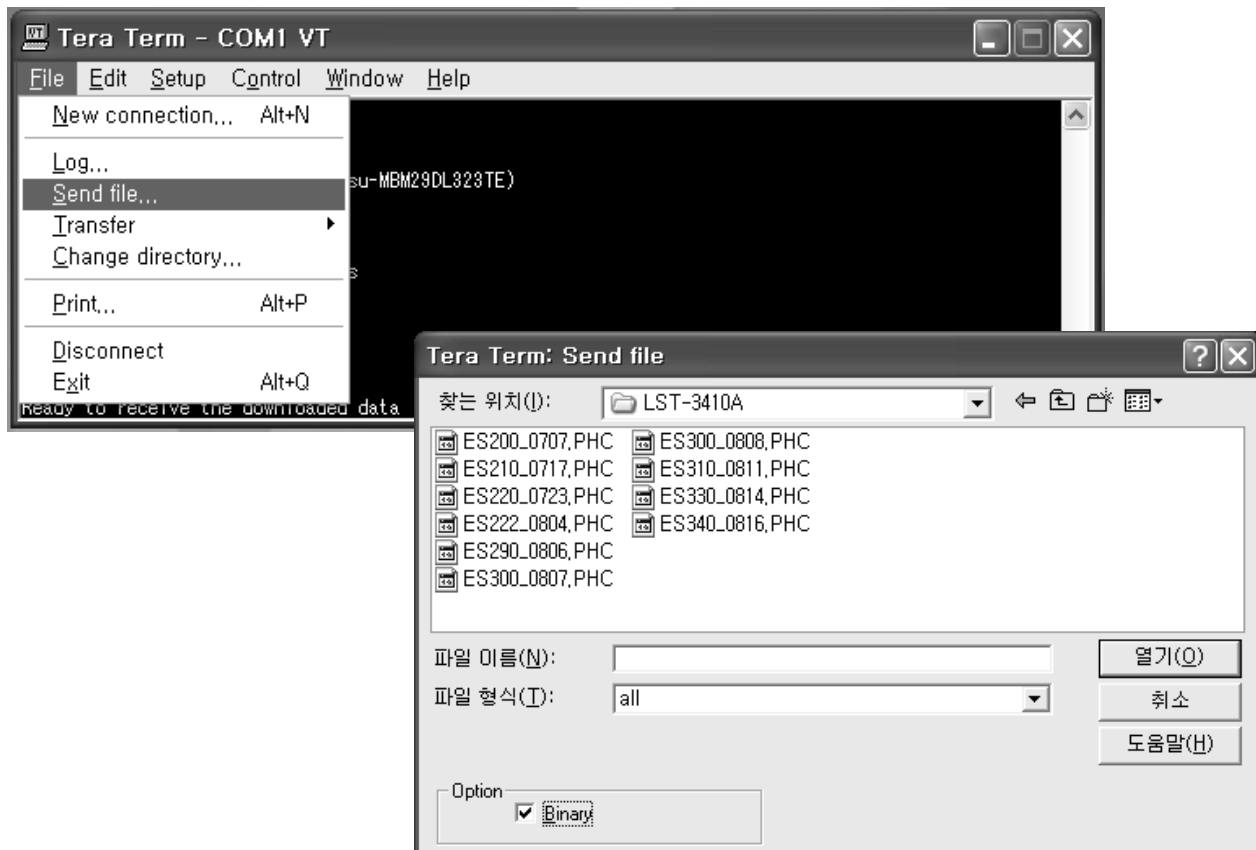 Tera Term - COM1 VT
File Edit Setup Control Window Help
New connection... Alt+N
Log...
Send file...
su-MBM29DL323TE)
Transfer
Change directory...
s
Print... Alt+P
Disconnect
Exit Alt+Q
Ready to receive the downloaded data
Tera Term: Send file
찾는 위치(I): LST-3410A
ES200_0707.PHC ES300_0808.PHC
ES210_0717.PHC ES310_0811.PHC
ES220_0723.PHC ES330_0814.PHC
ES222_0804.PHC ES340_0816.PHC
ES290_0806.PHC
ES300_0807.PHC
파일 이름(N): 열기(O)
파일 형식(T): all 취소
도움말(H)
Option
Binary